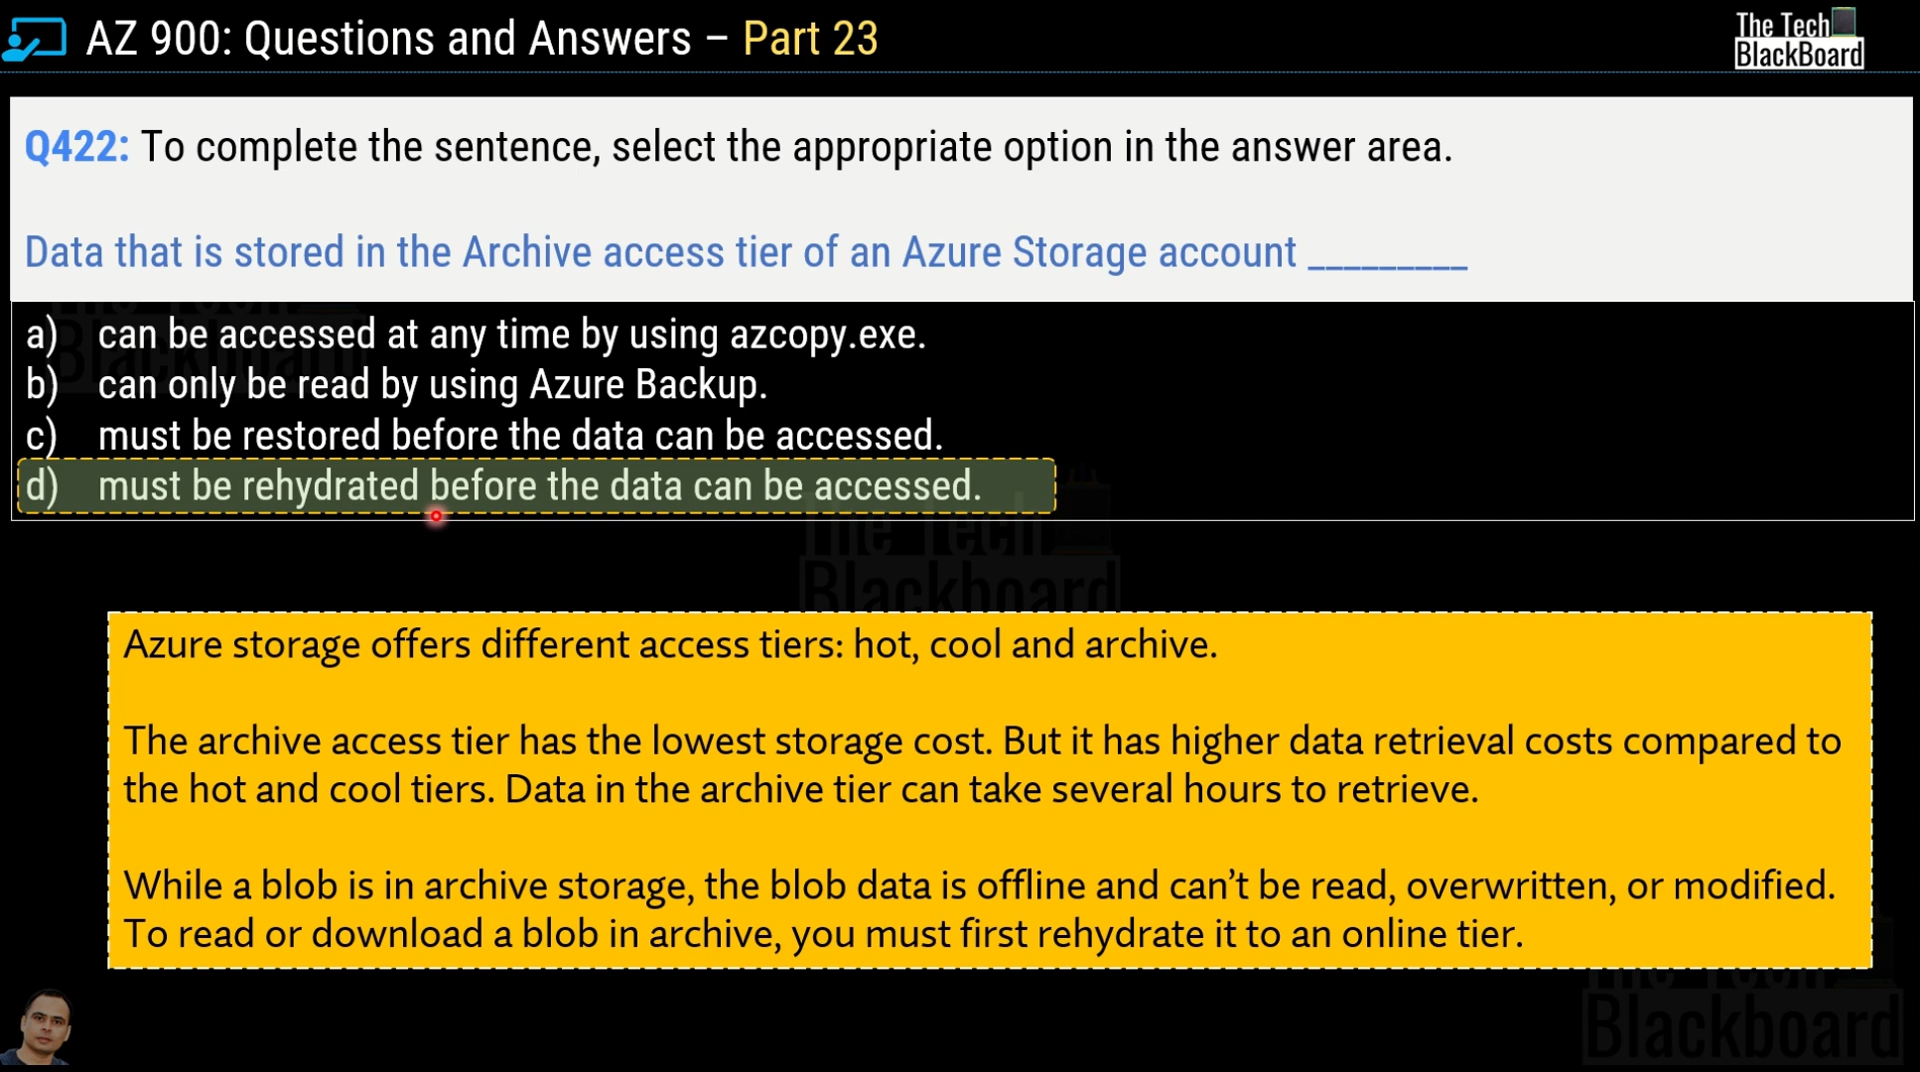 AZ 900: Questions and Answers – Part 23
The Tech
BlackBoard
Q422: To complete the sentence, select the appropriate option in the answer area.
Data that is stored in the Archive access tier of an Azure Storage account _________
a) can be accessed at any time by using azcopy.exe.
b) can only be read by using Azure Backup.
c) must be restored before the data can be accessed.
d) must be rehydrated before the data can be accessed.
The Tech
Blackboard
Azure storage offers different access tiers: hot, cool and archive.
The archive access tier has the lowest storage cost. But it has higher data retrieval costs compared to
the hot and cool tiers. Data in the archive tier can take several hours to retrieve.
While a blob is in archive storage, the blob data is offline and can’t be read, overwritten, or modified.
To read or download a blob in archive, you must first rehydrate it to an online tier.
The Tech
Blackboard